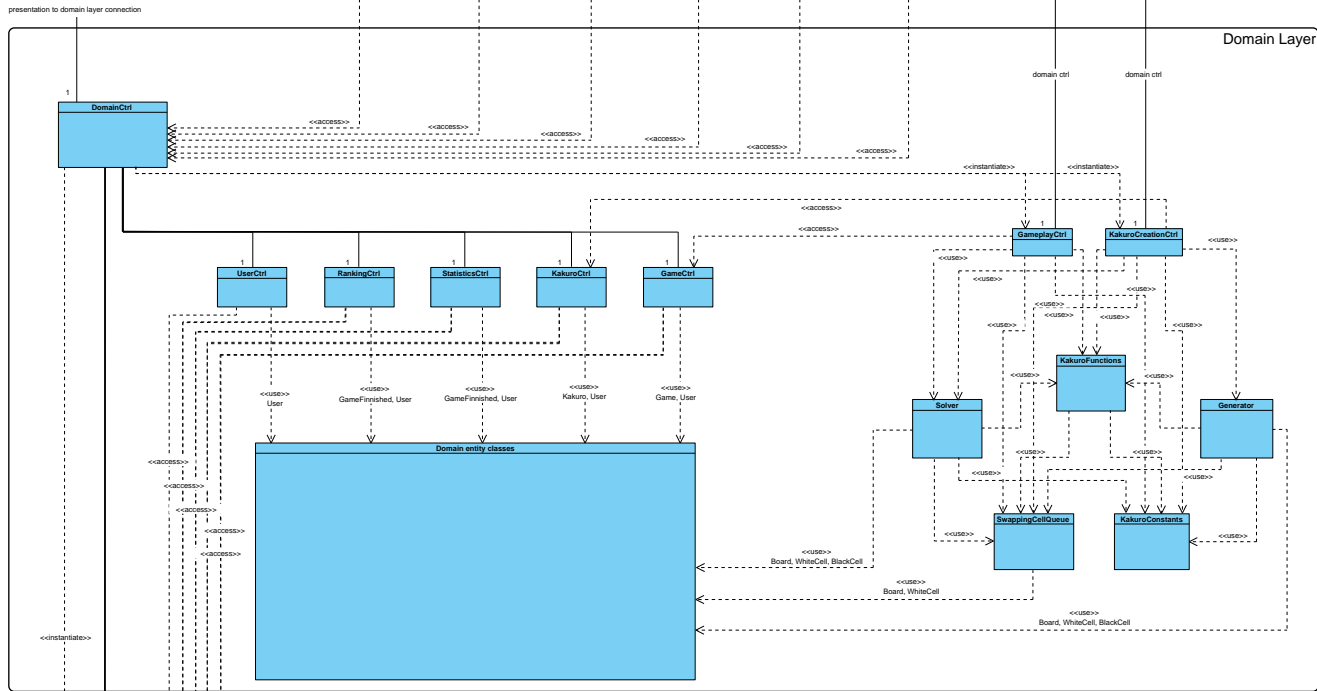 presentation to domain layer connection
Domain Layer
domain ctrl
domain ctrl
1
DomainCtrl
<<access>>
<<access>>
<<access>>
<<access>>
<<access>>
<<access>>
<<instantiate>>
<<instantiate>>
<<access>>
<<access>>
1
1
GameplayCtrl
KakuroCreationCtrl
<<use>>
1
1
1
1
1
UserCtrl
RankingCtrl
StatisticsCtrl
KakuroCtrl
GameCtrl
<<use>>
<<use>>
<<use>>
<<use>>
<<use>>
<<use>>
KakuroFunctions
<<use>>
<<use>>
<<use>>
User
<<use>>
GameFinnished, User
<<use>>
GameFinnished, User
<<use>>
Kakuro, User
<<use>>
Game, User
Solver
Generator
Domain entity classes
<<access>>
<<access>>
<<access>>
<<access>>
<<access>>
<<use>>
<<use>>
<<use>>
<<use>>
<<use>>
SwappingCellQueue
KakuroConstants
<<use>>
<<use>>
<<use>>
Board, WhiteCell, BlackCell
<<use>>
Board, WhiteCell
<<use>>
Board, WhiteCell, BlackCell
<<instantiate>>